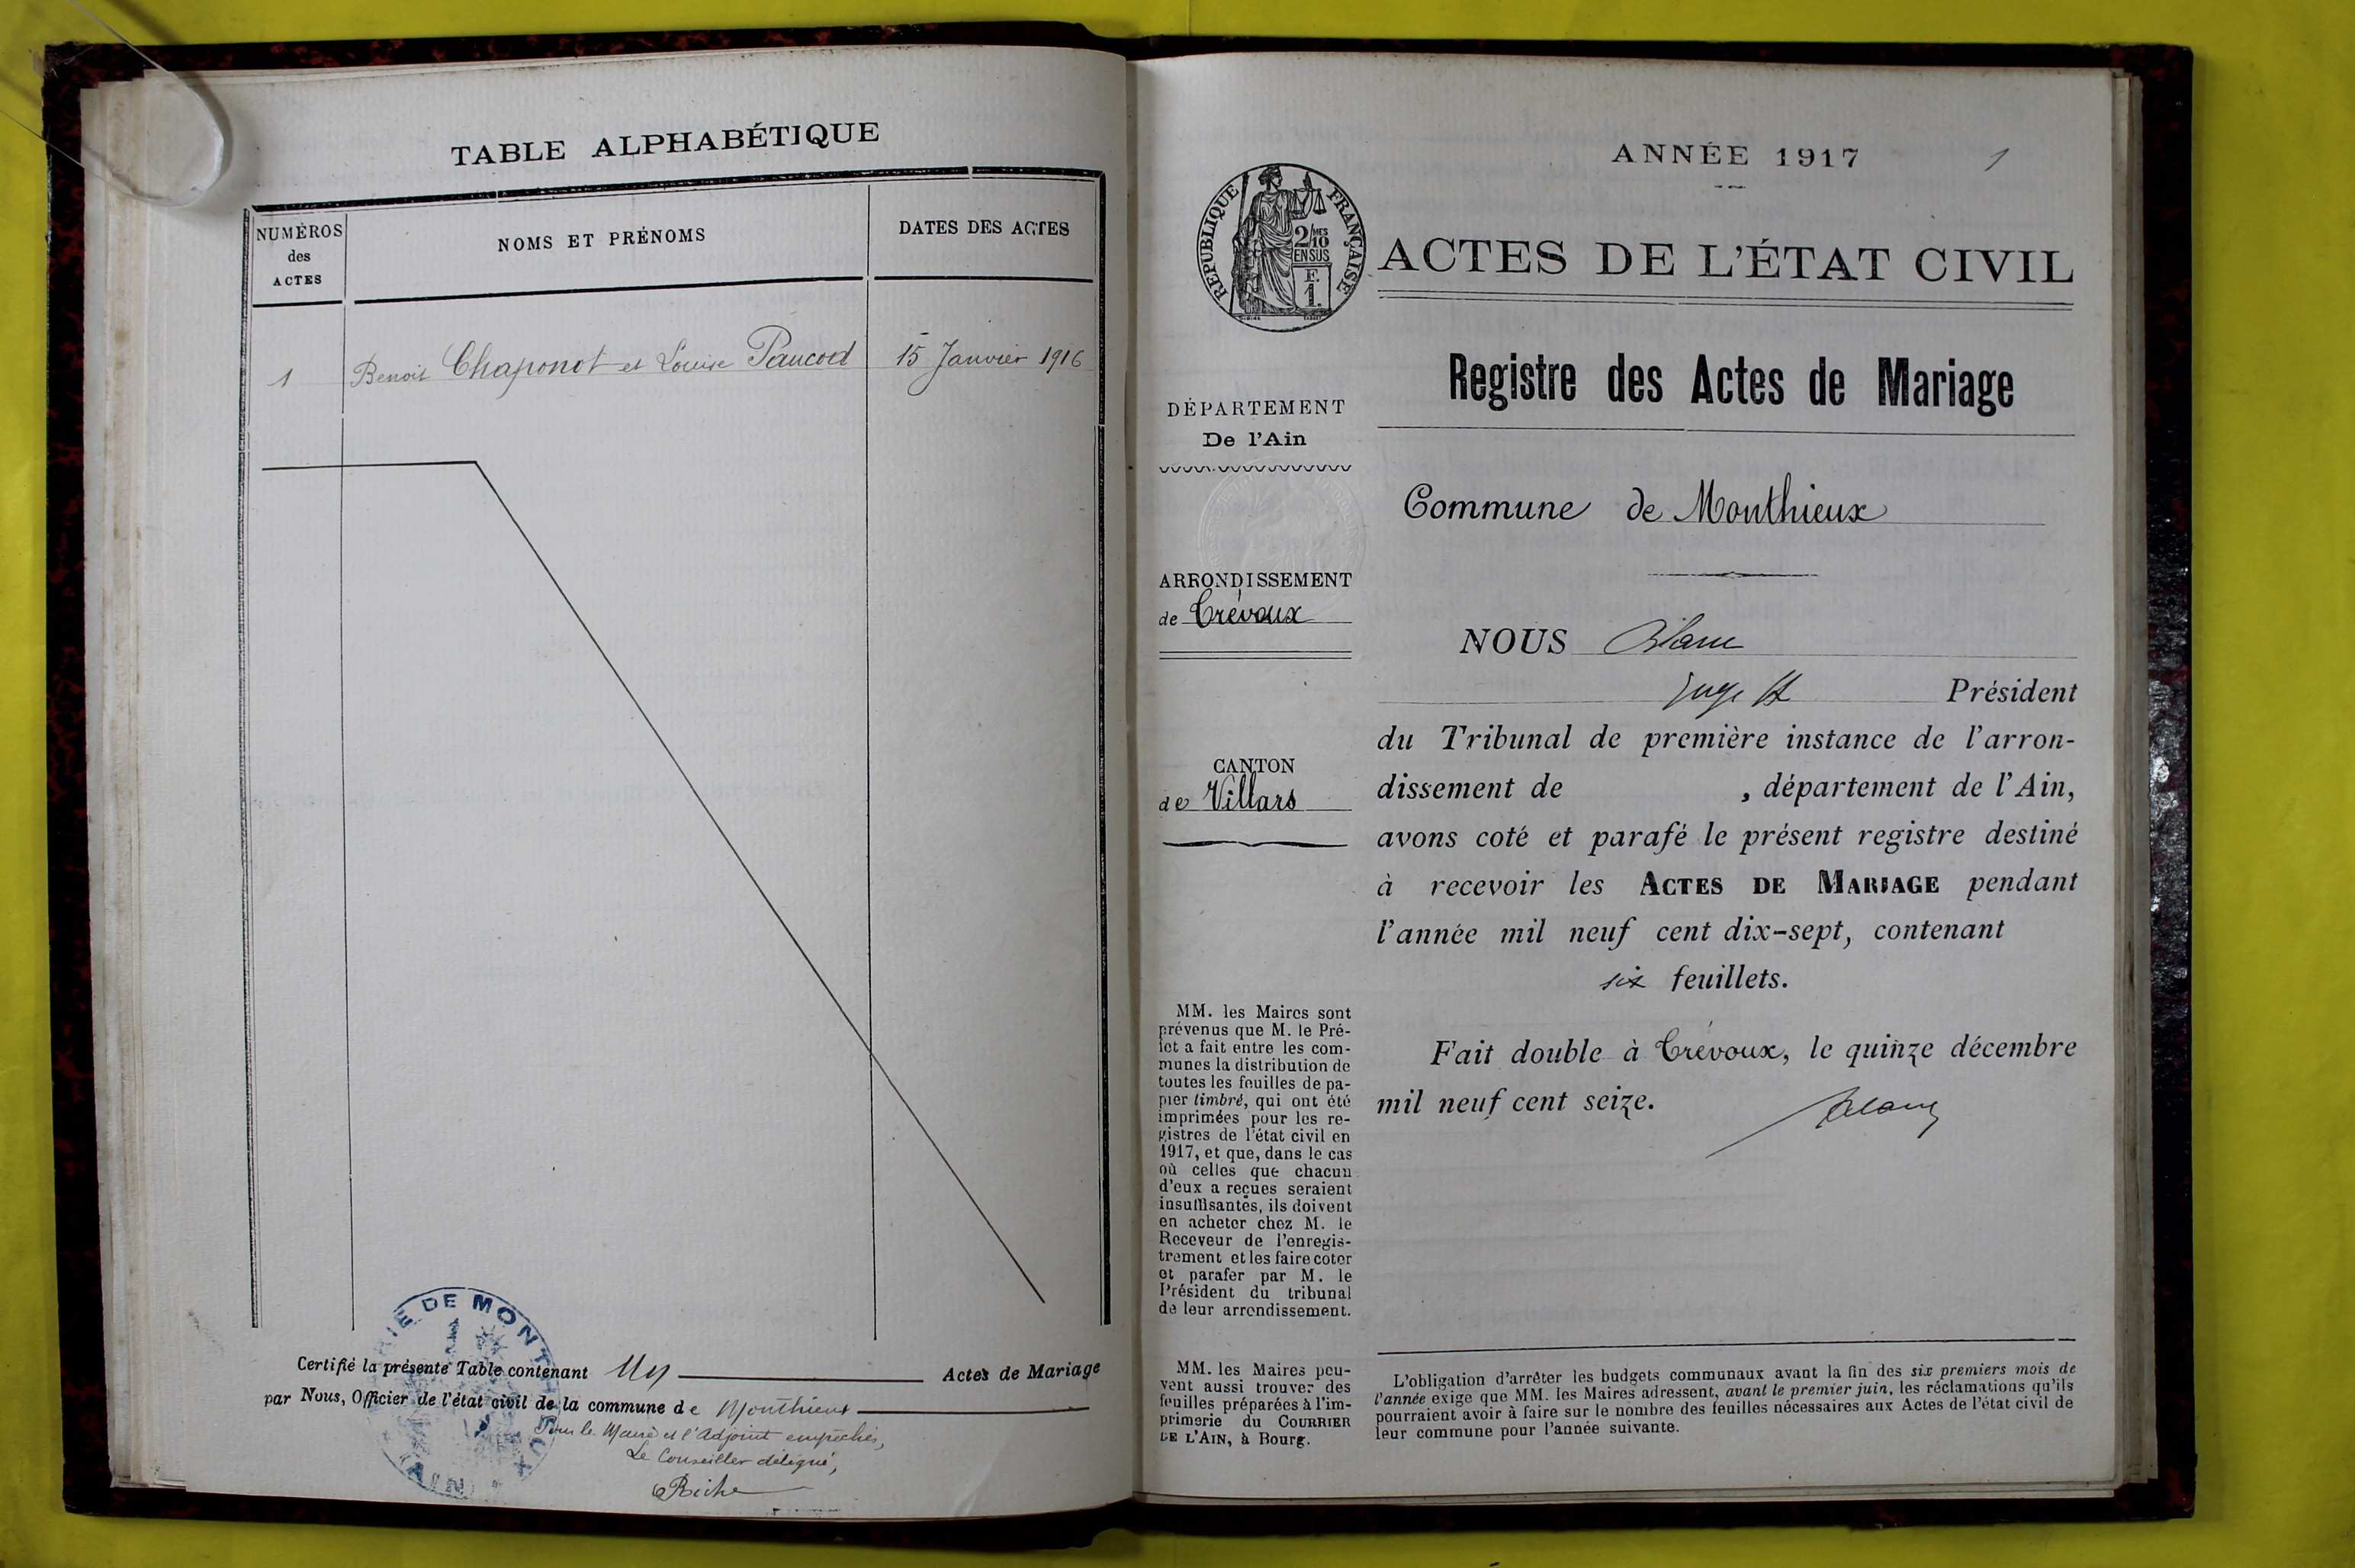 TABLE ALPHABÉTIQUE
NUMÉROS
des
ACTES
NOMS ET PRÉNOMS
DATES DES ACTES
1 Benoit Chaponot et Louise Paucod 15 Janvier 1916
MAIRIE DE MONTHIEUX
AIN
Certifié la présente Table contenant Un Actes de Mariage
par Nous, Officier de l'état civil de la commune de Monthieux
Pour le Maire et l'Adjoint empêchés,
Le Conseiller délégué,
Riche
ANNÉE 1917
1
RÉPUBLIQUE FRANÇAISE
2/10 MES
EN SUS
F.
1.
ACTES DE L'ÉTAT CIVIL
Registre des Actes de Mariage
DÉPARTEMENT
De l'Ain
ARRONDISSEMENT
de Trévoux
CANTON
de Villars
MM. les Maires sont
prévenus que M. le Pré-
fet a fait entre les com-
munes la distribution de
toutes les feuilles de pa-
pier timbré, qui ont été
imprimées pour les re-
gistres de l'état civil en
1917, et que, dans le cas
où celles que chacun
d'eux a reçues seraient
insuffisantes, ils doivent
en acheter chez M. le
Receveur de l'enregis-
trement et les faire coter
et parafer par M. le
Président du tribunal
de leur arrondissement.
MM. les Maires peu-
vent aussi trouver des
feuilles préparées à l'im-
primerie du COURRIER
DE L'AIN, à Bourg.
Commune de Monthieux
NOUS Blanc
Juge Président
du Tribunal de première instance de l'arron-
dissement de , département de l'Ain,
avons coté et parafé le présent registre destiné
à recevoir les ACTES DE MARIAGE pendant
l'année mil neuf cent dix-sept, contenant
six feuillets.
Fait double à Trévoux, le quinze décembre
mil neuf cent seize.
Blanc
L'obligation d'arrêter les budgets communaux avant la fin des six premiers mois de
l'année exige que MM. les Maires adressent, avant le premier juin, les réclamations qu'ils
pourraient avoir à faire sur le nombre des feuilles nécessaires aux Actes de l'état civil de
leur commune pour l'année suivante.